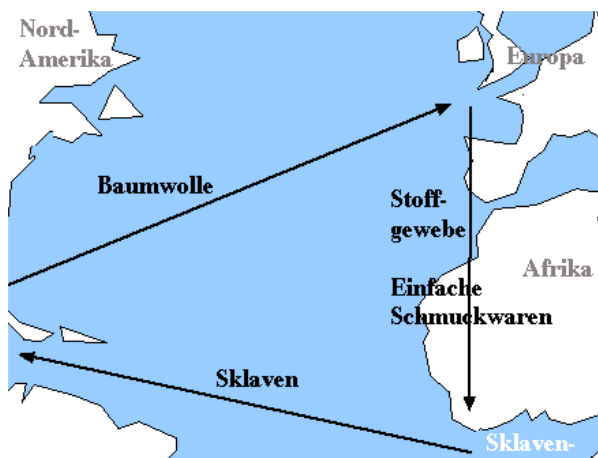 Nord-
Amerika
Europa
Baumwolle
Stoff-
gewebe
Afrika
Einfache
Schmuckwaren
Sklaven
Sklaven-